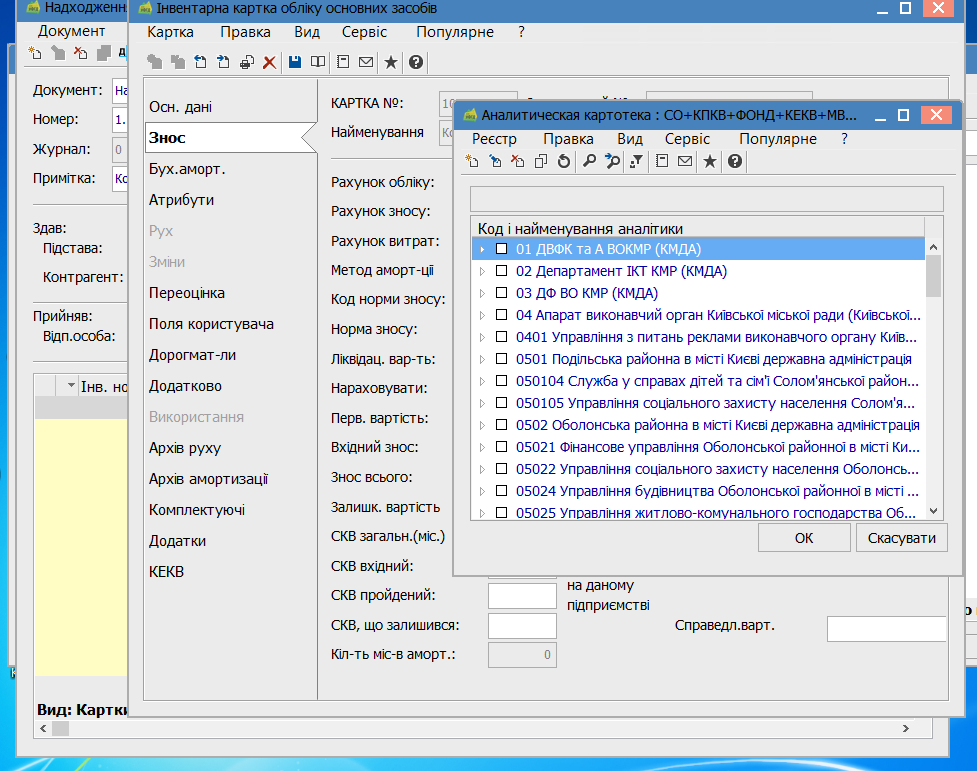 Надходженн
Документ
Документ: На
Номер: 1.
Журнал: 0
Примітка: Ко
Здав:
Підстава:
Контрагент:
Прийняв:
Відп.особа:
Інв. но
Вид: Картки
Інвентарна картка обліку основних засобів
Картка Правка Вид Сервіс Популярне ?
Осн. дані
Знос
Бух.аморт.
Атрибути
Рух
Зміни
Переоцінка
Поля користувача
Дорогмат-ли
Додатково
Використання
Архів руху
Архів амортизації
Комплектуючі
Додатки
КЕКВ
КАРТКА №: 10
Найменування Ко
Рахунок обліку:
Рахунок зносу:
Рахунок витрат:
Метод аморт-ції
Код норми зносу:
Норма зносу:
Ліквідац. вар-ть:
Нараховувати:
Перв. вартість:
Вхідний знос:
Знос всього:
Залишк. вартість
СКВ загальн.(міс.)
СКВ вхідний:
СКВ пройдений:
СКВ, що залишився:
Кіл-ть міс-в аморт.: 0
на даному
підприємстві
Справедл.варт.
Аналитическая картотека : СО+КПКВ+ФОНД+КЕКВ+МВ...
Реєстр Правка Вид Сервіс Популярне ?
Код і найменування аналітики
01 ДВФК та А ВОКМР (КМДА)
02 Департамент ІКТ КМР (КМДА)
03 ДФ ВО КМР (КМДА)
04 Апарат виконавчий орган Київської міської ради (Київської...
0401 Управління з питань реклами виконавчого органу Київ...
0501 Подільська районна в місті Києві державна адміністрація
050104 Служба у справах дітей та сім'ї Солом'янської район...
050105 Управління соціального захисту населення Солом'я...
0502 Оболонська районна в місті Києві державна адміністрація
05021 Фінансове управління Оболонської районної в місті Ки...
05022 Управління соціального захисту населення Оболонсь...
05024 Управління будівництва Оболонської районної в місті ...
05025 Управління житлово-комунального господарства Об...
ОК Скасувати